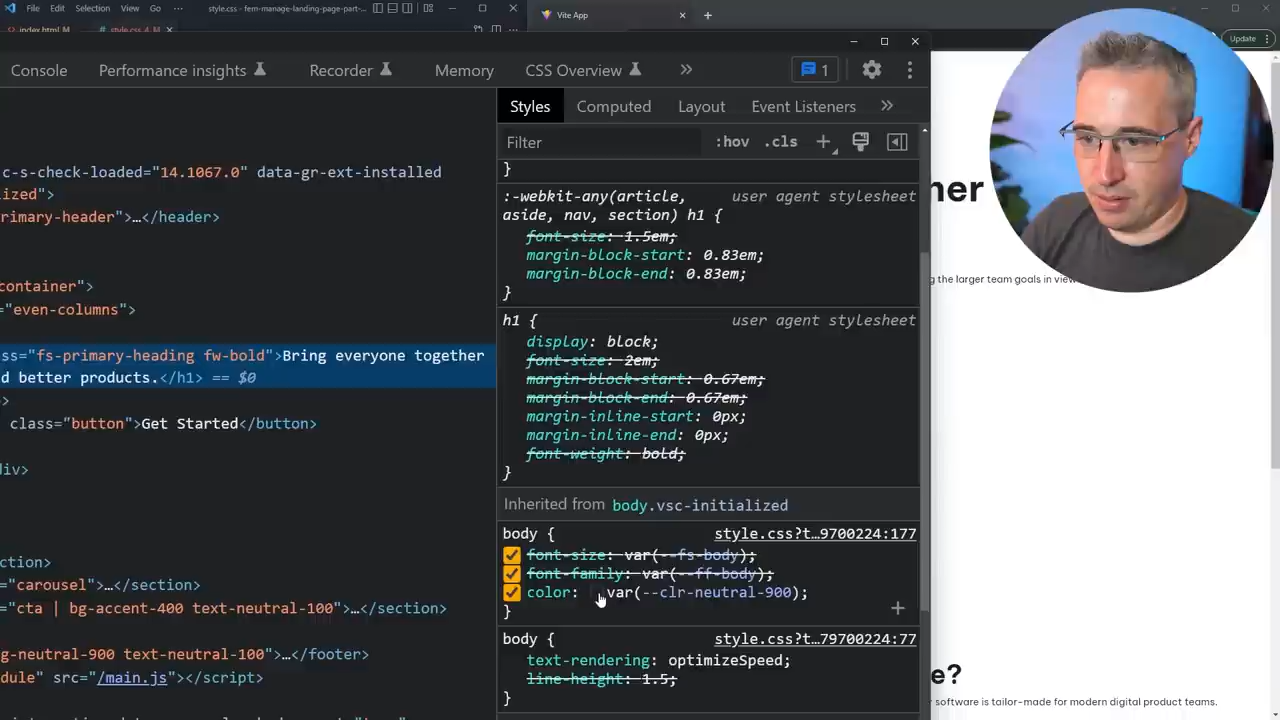 File Edit Selection View Go
style.css - fem-manage-landing-page-part-...
Vite App
index.html M
style.css 4, M
Update
Console
Performance insights
Recorder
Memory
CSS Overview
1
Styles
Computed
Layout
Event Listeners
Filter
:hov
.cls
}
:-webkit-any(article, user agent stylesheet
aside, nav, section) h1 {
font-size: 1.5em;
margin-block-start: 0.83em;
margin-block-end: 0.83em;
}
h1 { user agent stylesheet
display: block;
font-size: 2em;
margin-block-start: 0.67em;
margin-block-end: 0.67em;
margin-inline-start: 0px;
margin-inline-end: 0px;
font-weight: bold;
}
Inherited from body.vsc-initialized
body { style.css?t…9700224:177
font-size: var(--fs-body);
font-family: var(--ff-body);
color: var(--clr-neutral-900);
}
body { style.css?t…79700224:77
text-rendering: optimizeSpeed;
line-height: 1.5;
}
c-s-check-loaded="14.1067.0" data-gr-ext-installed
ized">
primary-header">…</header>
container">
"even-columns">
ss="fs-primary-heading fw-bold">Bring everyone together
d better products.</h1> == $0
>
class="button">Get Started</button>
div>
ction>
"carousel">…</section>
"cta | bg-accent-400 text-neutral-100">…</section>
g-neutral-900 text-neutral-100">…</footer>
dule" src="/main.js"></script>
her
g the larger team goals in view
e?
r software is tailor-made for modern digital product teams.